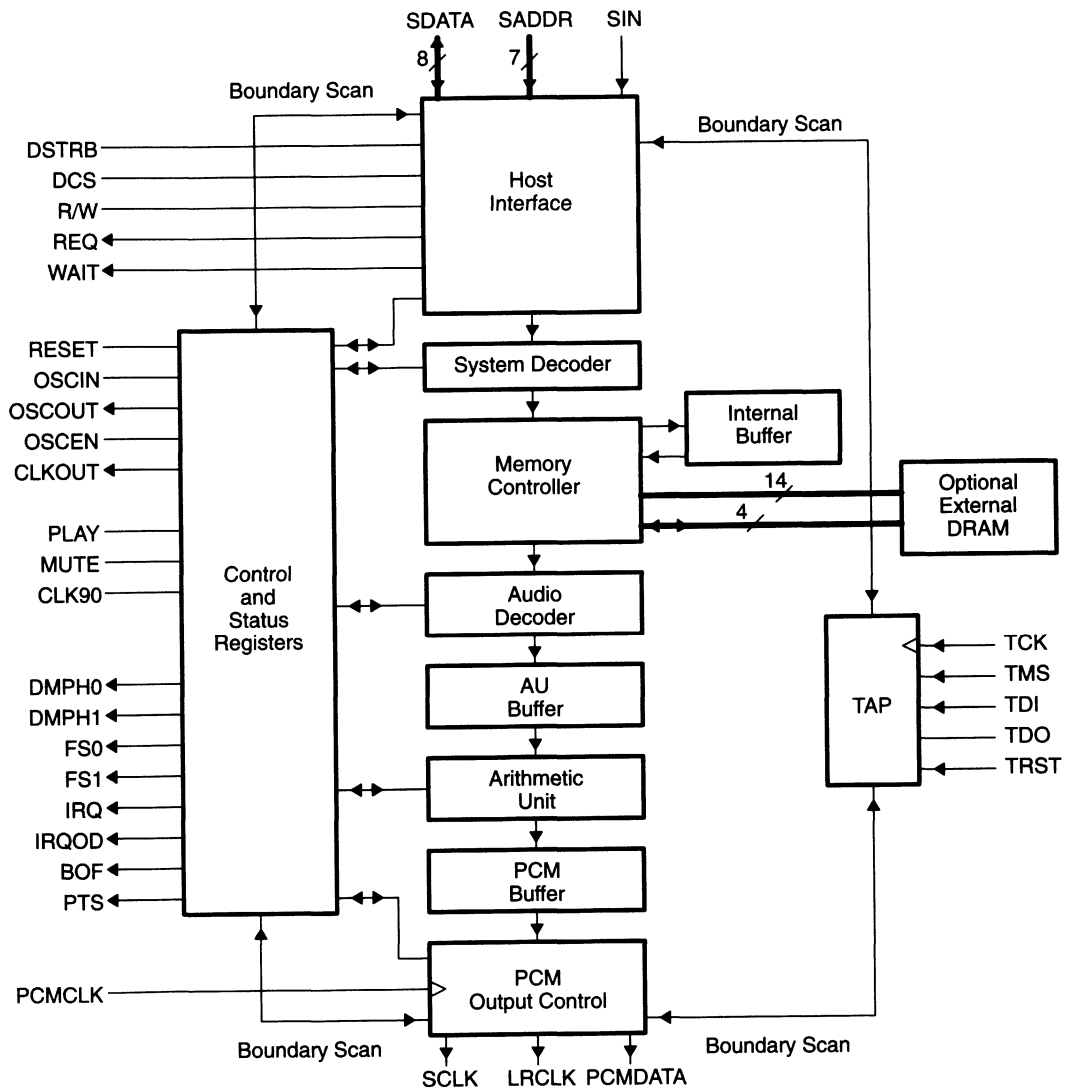 SDATA SADDR SIN
8 7
Boundary Scan
Boundary Scan
DSTRB
DCS
R/W
REQ
WAIT
Host
Interface
RESET
OSCIN
OSCOUT
OSCEN
CLKOUT
System Decoder
Internal
Buffer
Memory
Controller
14
4
Optional
External
DRAM
PLAY
MUTE
CLK90
Control
and
Status
Registers
Audio
Decoder
TCK
TMS
TDI
TDO
TRST
TAP
DMPH0
DMPH1
FS0
FS1
IRQ
IRQOD
BOF
PTS
AU
Buffer
Arithmetic
Unit
PCM
Buffer
PCMCLK
PCM
Output Control
Boundary Scan
Boundary Scan
SCLK LRCLK PCMDATA